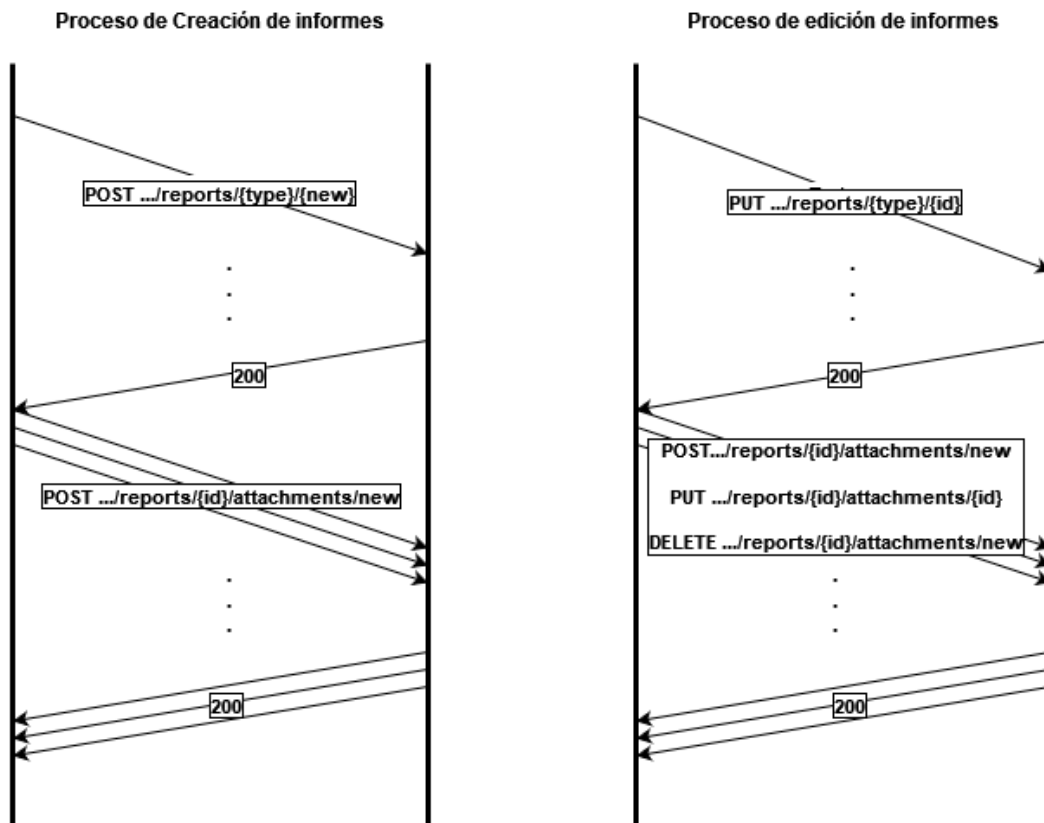 Proceso de Creación de informes
POST .../reports/{type}/{new}
200
POST .../reports/{id}/attachments/new
200
Proceso de edición de informes
PUT .../reports/{type}/{id}
200
POST.../reports/{id}/attachments/new
PUT .../reports/{id}/attachments/{id}
DELETE .../reports/{id}/attachments/new
200